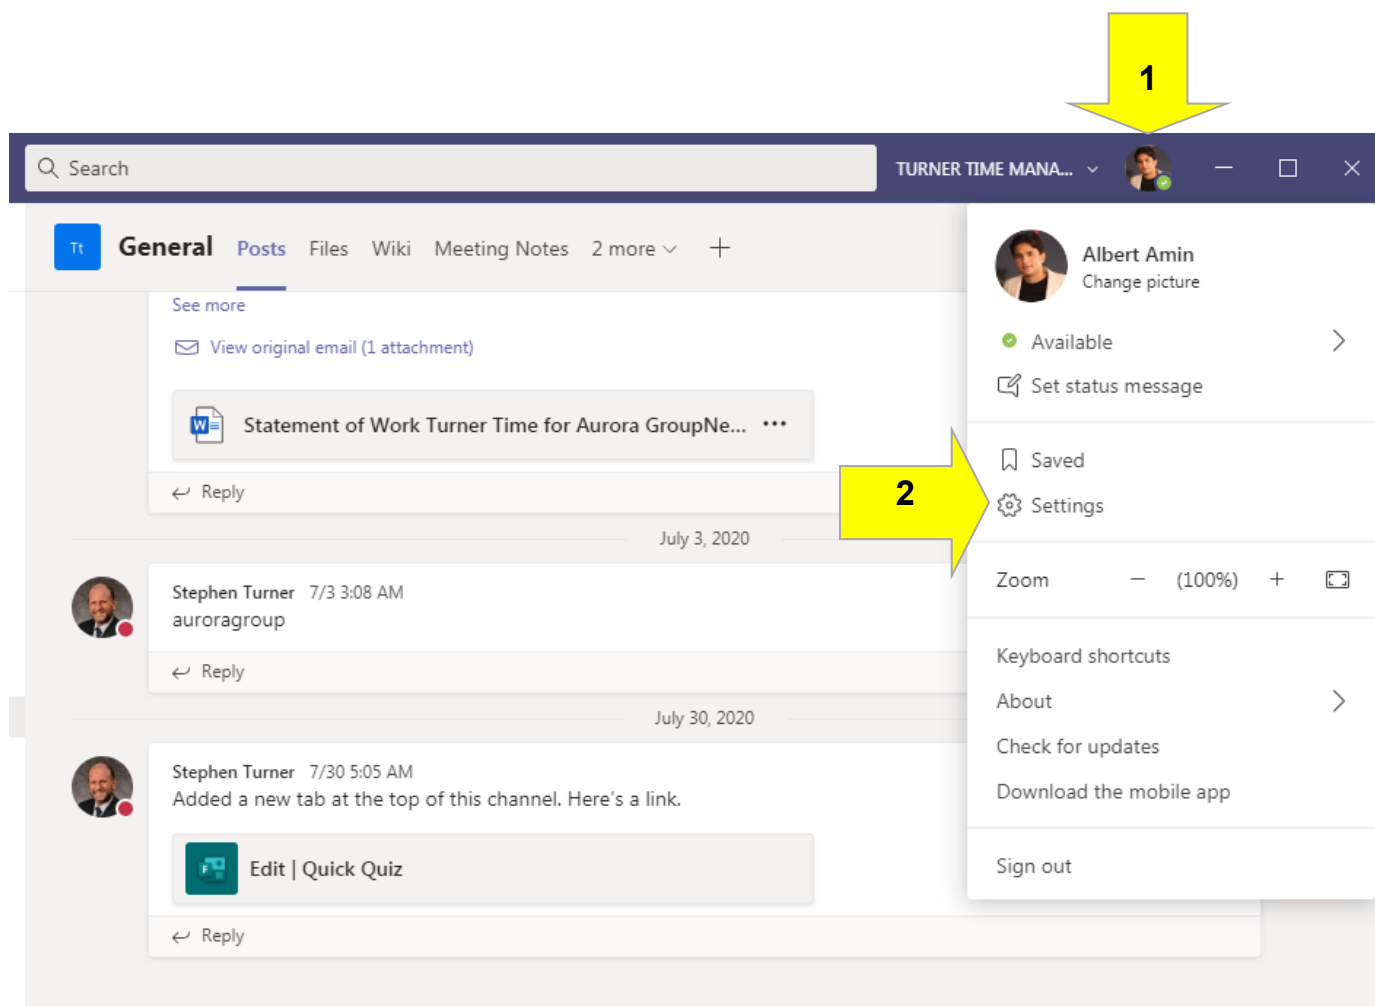 1
Search
TURNER TIME MANA...
Tt
General Posts Files Wiki Meeting Notes 2 more
See more
View original email (1 attachment)
Statement of Work Turner Time for Aurora GroupNe...
Reply
July 3, 2020
Stephen Turner 7/3 3:08 AM
auroragroup
Reply
July 30, 2020
Stephen Turner 7/30 5:05 AM
Added a new tab at the top of this channel. Here's a link.
F
Edit | Quick Quiz
Reply
Albert Amin
Change picture
Available
Set status message
Saved
2
Settings
Zoom − (100%) +
Keyboard shortcuts
About
Check for updates
Download the mobile app
Sign out
W